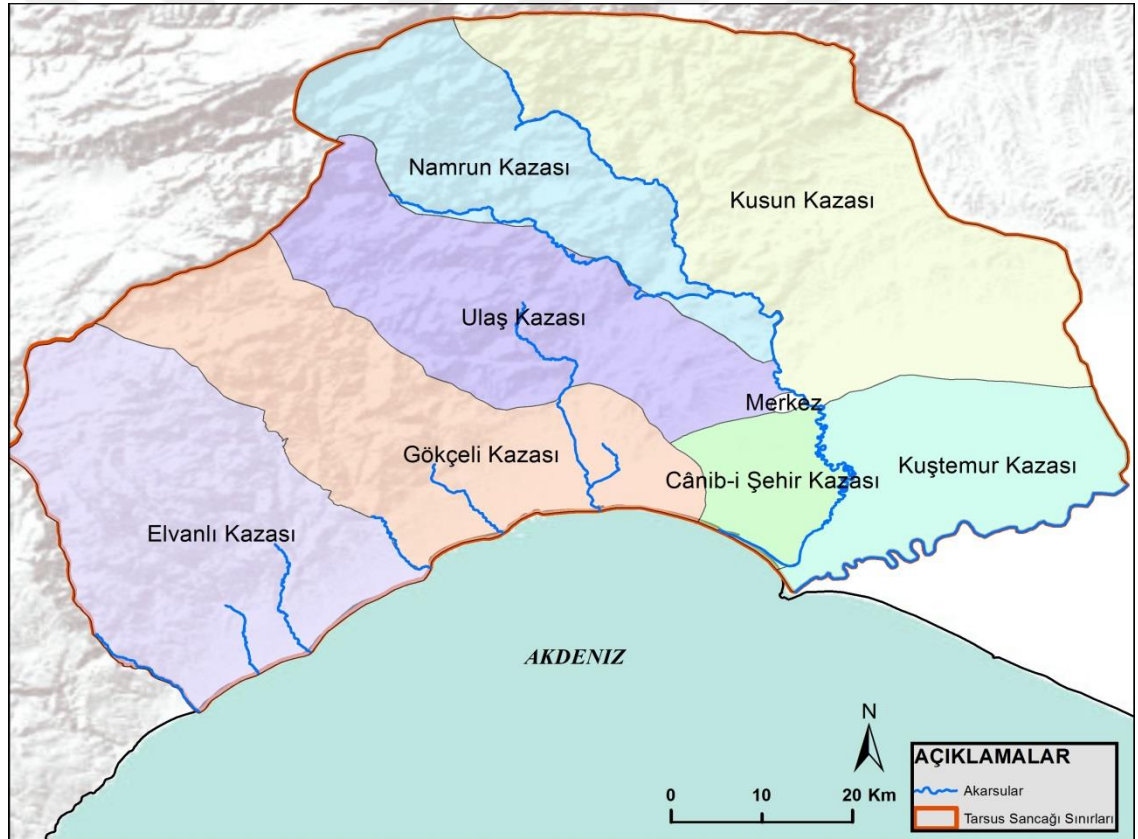 Namrun Kazası
Kusun Kazası
Ulaş Kazası
Merkez
Gökçeli Kazası
Cânib-i Şehir Kazası
Kuştemur Kazası
Elvanlı Kazası
AKDENIZ
N
0 10 20 Km
AÇIKLAMALAR
Akarsular
Tarsus Sancağı Sınırları